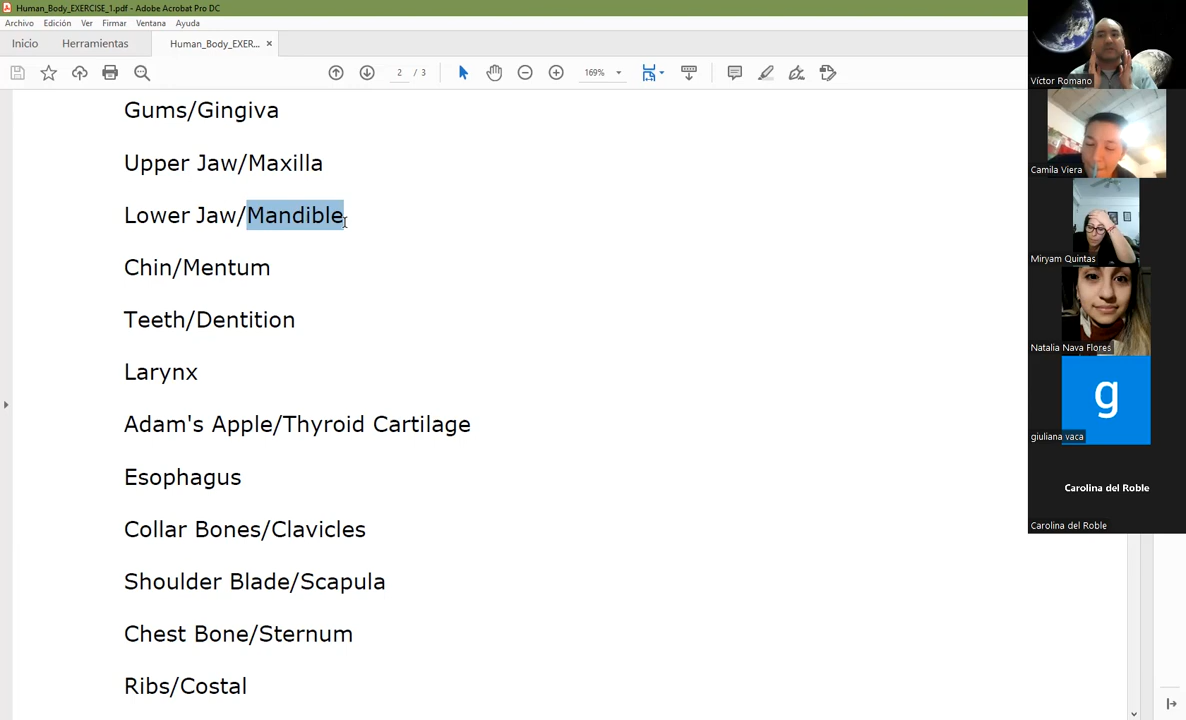 Human_Body_EXERCISE_1.pdf - Adobe Acrobat Pro DC
Archivo Edición Ver Firmar Ventana Ayuda
Inicio Herramientas Human_Body_EXER... ×
2 / 3 169%
Gums/Gingiva
Upper Jaw/Maxilla
Lower Jaw/Mandible
Chin/Mentum
Teeth/Dentition
Larynx
Adam's Apple/Thyroid Cartilage
Esophagus
Collar Bones/Clavicles
Shoulder Blade/Scapula
Chest Bone/Sternum
Ribs/Costal
Víctor Romano
Camila Viera
Miryam Quintas
Natalia Nava Flores
g
giuliana vaca
Carolina del Roble
Carolina del Roble